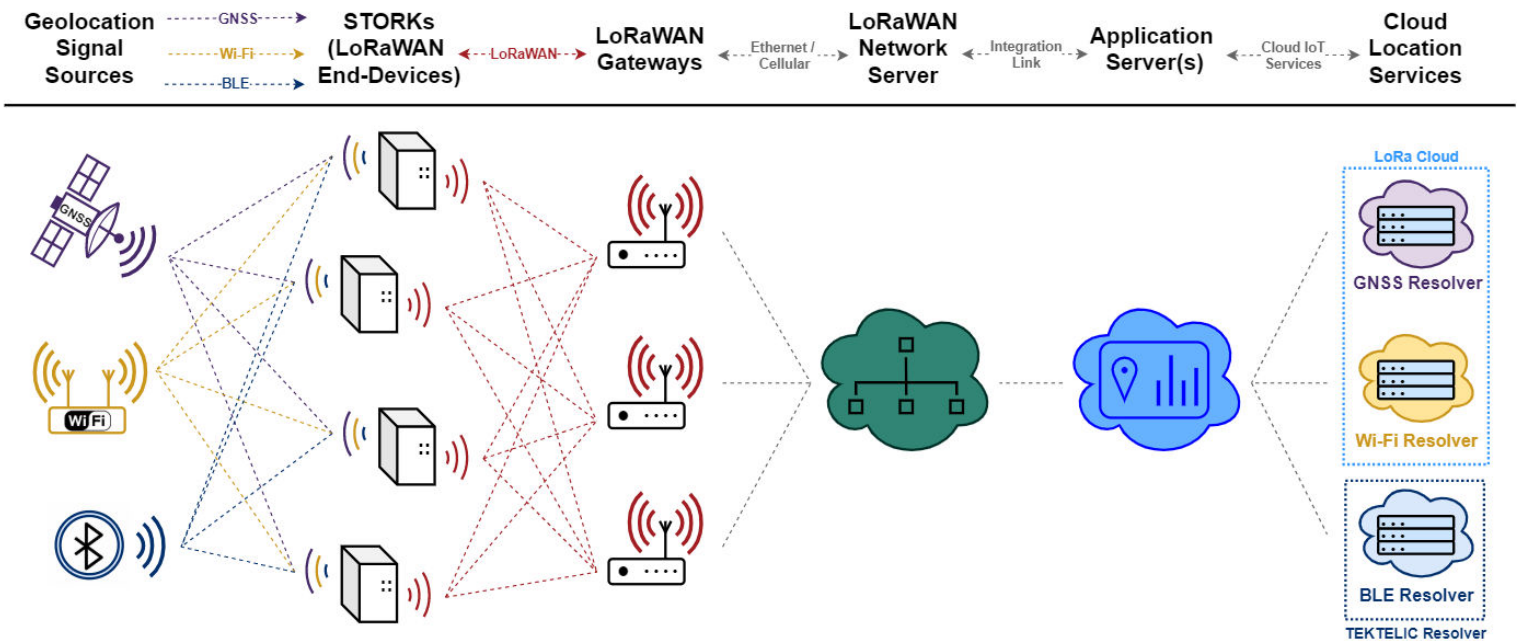 Geolocation
Signal
Sources
GNSS
Wi-Fi
BLE
STORKs
(LoRaWAN
End-Devices)
LoRaWAN
LoRaWAN
Gateways
Ethernet /
Cellular
LoRaWAN
Network
Server
Integration
Link
Application
Server(s)
Cloud IoT
Services
Cloud
Location
Services
GNSS
Wi Fi
LoRa Cloud
GNSS Resolver
Wi-Fi Resolver
BLE Resolver
TEKTELIC Resolver